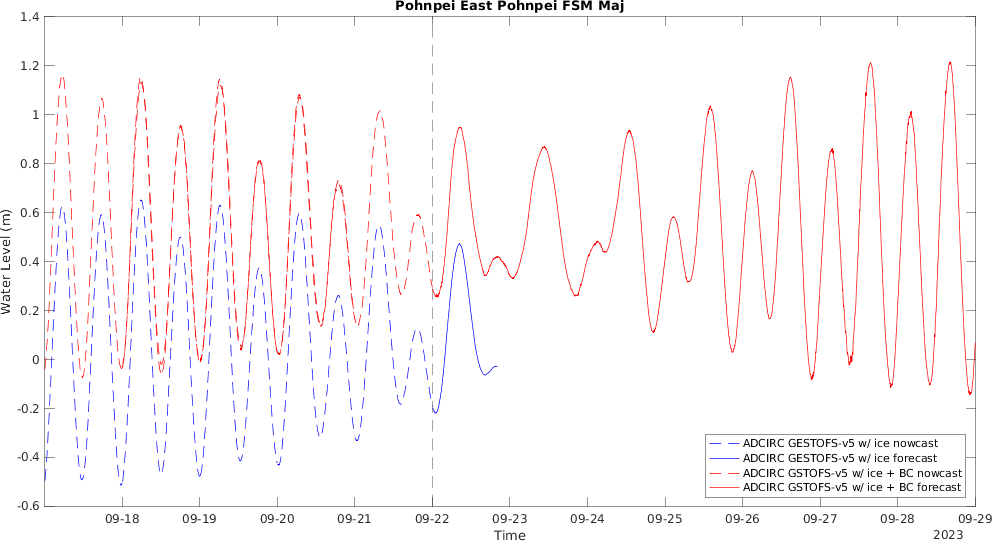 Pohnpei East Pohnpei FSM Maj
1.4
1.2
1
0.8
0.6
0.4
0.2
0
-0.2
-0.4
-0.6
Water Level (m)
09-18 09-19 09-20 09-21 09-22 09-23 09-24 09-25 09-26 09-27 09-28 09-29
Time
2023
ADCIRC GESTOFS-v5 w/ ice nowcast
ADCIRC GESTOFS-v5 w/ ice forecast
ADCIRC GSTOFS-v5 w/ ice + BC nowcast
ADCIRC GSTOFS-v5 w/ ice + BC forecast